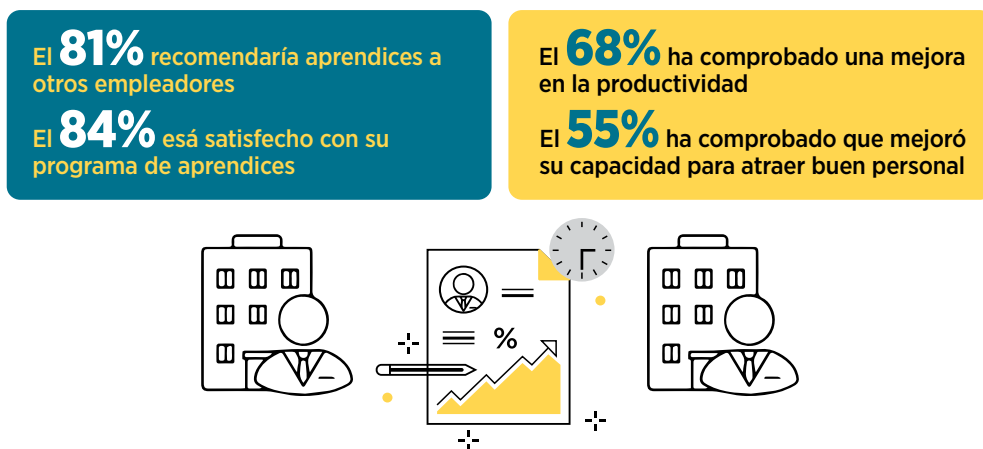 El 81% recomendaría aprendices a
otros empleadores
El 84% esá satisfecho con su
programa de aprendices
El 68% ha comprobado una mejora
en la productividad
El 55% ha comprobado que mejoró
su capacidad para atraer buen personal
%